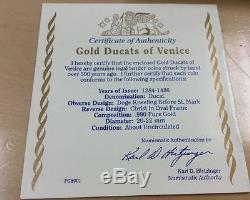 Certificate of Authenticity
Gold Ducats of Venice
I hereby certify that the enclosed Gold Ducats of
Venice are genuine legal tender coins struck by hand
over 500 years ago. I further certify that each coin
conforms to the following specifications:
Years of Issue: 1284-1486
Denomination: Ducat
Obverse Design: Doge Kneeling Before St. Mark
Reverse Design: Christ in Oval Frame
Composition: .990 Pure Gold
Diameter: 20-22 mm
Condition: About Uncirculated
Numismatic Authentication by
Karl D. Hirtzinger
Numismatic Authority